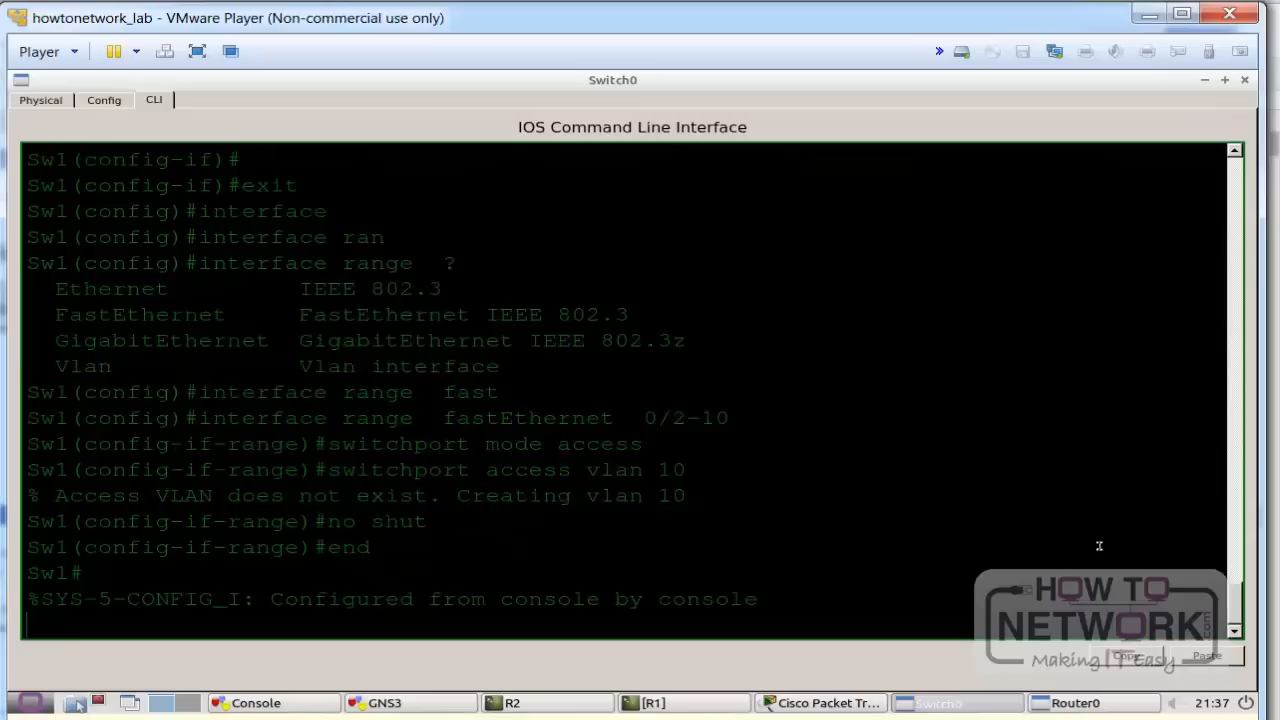 howtonetwork_lab - VMware Player (Non-commercial use only)
Player
Switch0
Physical Config CLI
IOS Command Line Interface
Sw1(config-if)#
Sw1(config-if)#exit
Sw1(config)#interface
Sw1(config)#interface ran
Sw1(config)#interface range ?
Ethernet IEEE 802.3
FastEthernet FastEthernet IEEE 802.3
GigabitEthernet GigabitEthernet IEEE 802.3z
Vlan Vlan interface
Sw1(config)#interface range fast
Sw1(config)#interface range fastEthernet 0/2-10
Sw1(config-if-range)#switchport mode access
Sw1(config-if-range)#switchport access vlan 10
% Access VLAN does not exist. Creating vlan 10
Sw1(config-if-range)#no shut
Sw1(config-if-range)#end
Sw1#
%SYS-5-CONFIG_I: Configured from console by console
HOW TO
NETWORK.com
Making IT Easy
Copy Paste
Console GNS3 R2 [R1] Cisco Packet Tr... Switch0 Router0 21:37